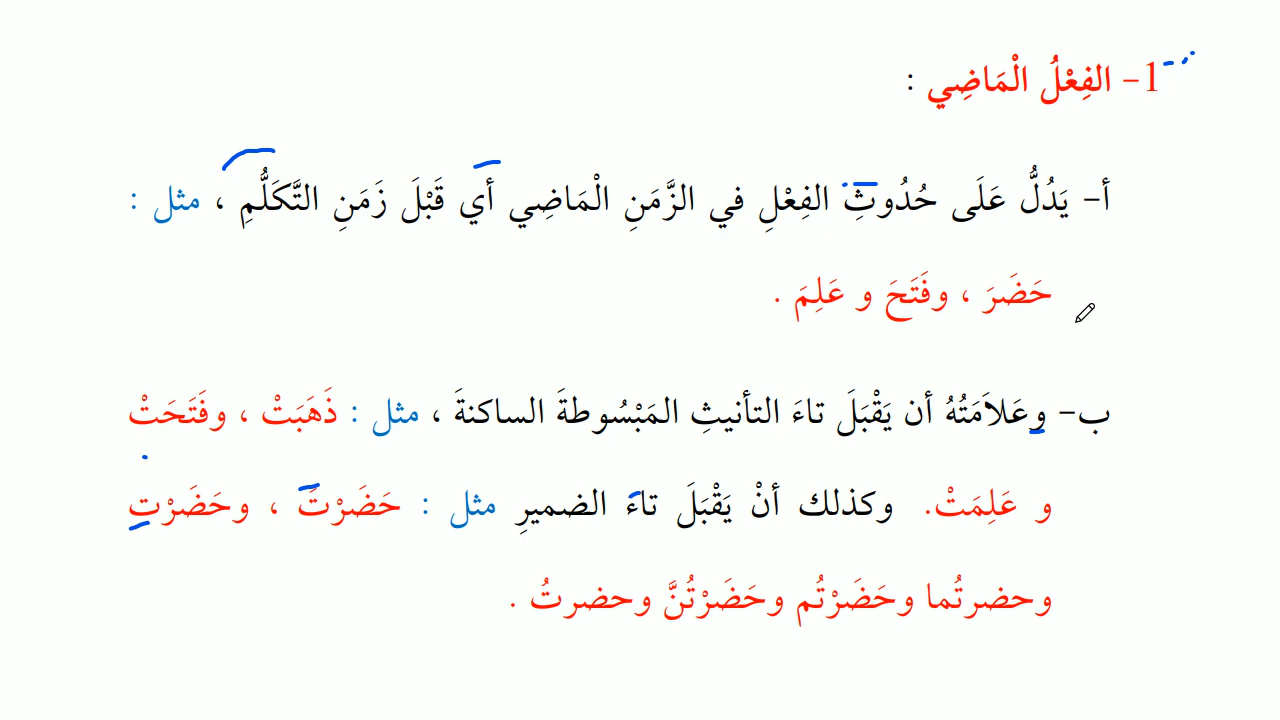 1- الفِعْلُ الْمَاضِي :
أ- يَدُلُّ عَلَى حُدُوثِ الفِعْلِ في الزَّمَنِ الْمَاضِي أَي قَبْلَ زَمَنِ التَّكَلُّمِ ، مثل :
حَضَرَ ، وفَتَحَ و عَلِمَ .
ب- وعَلاَمَتُهُ أن يَقْبَلَ تاءَ التأنيثِ المَبْسُوطةَ الساكنةَ ، مثل : ذَهَبَتْ ، وفَتَحَتْ
و عَلِمَتْ. وكذلك أنْ يَقْبَلَ تاءَ الضميرِ مثل : حَضَرْتَ ، وحَضَرْتِ
وحضرتُما وحَضَرْتُم وحَضَرْتُنَّ وحضرتُ .